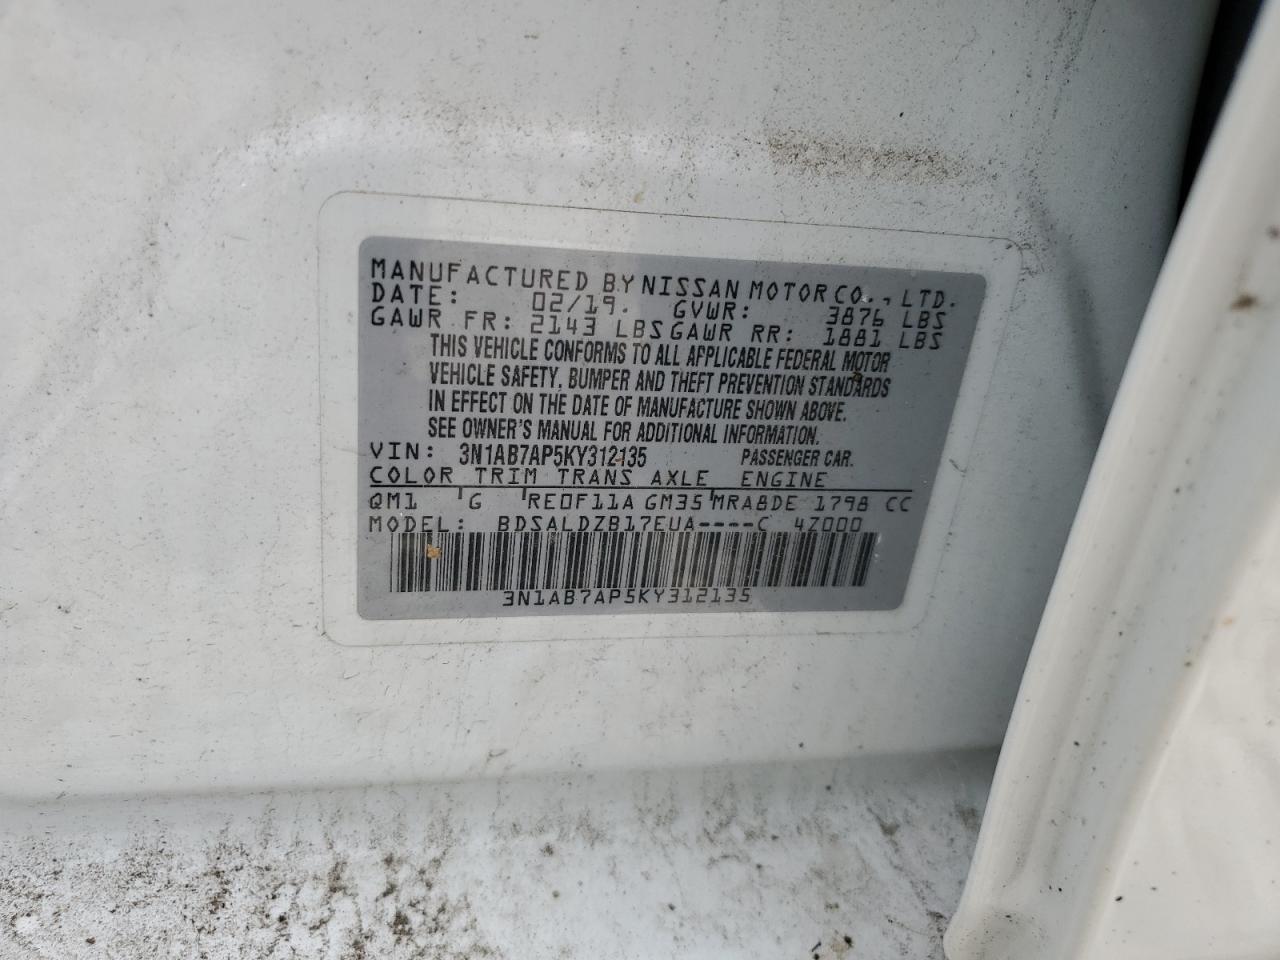 MANUFACTURED BY NISSAN MOTOR CO., LTD.
DATE: 02/19. GVWR: 3876 LBS
GAWR FR: 2143 LBS GAWR RR: 1881 LBS
THIS VEHICLE CONFORMS TO ALL APPLICABLE FEDERAL MOTOR
VEHICLE SAFETY, BUMPER AND THEFT PREVENTION STANDARDS
IN EFFECT ON THE DATE OF MANUFACTURE SHOWN ABOVE.
SEE OWNER'S MANUAL FOR ADDITIONAL INFORMATION.
VIN: 3N1AB7AP5KY312135 PASSENGER CAR.
COLOR TRIM TRANS AXLE ENGINE
QM1 G RE0F11A GM35 MRA8DE 1798 CC
MODEL: BDSALDZB17EUA----C 4Z000
3N1AB7AP5KY312135